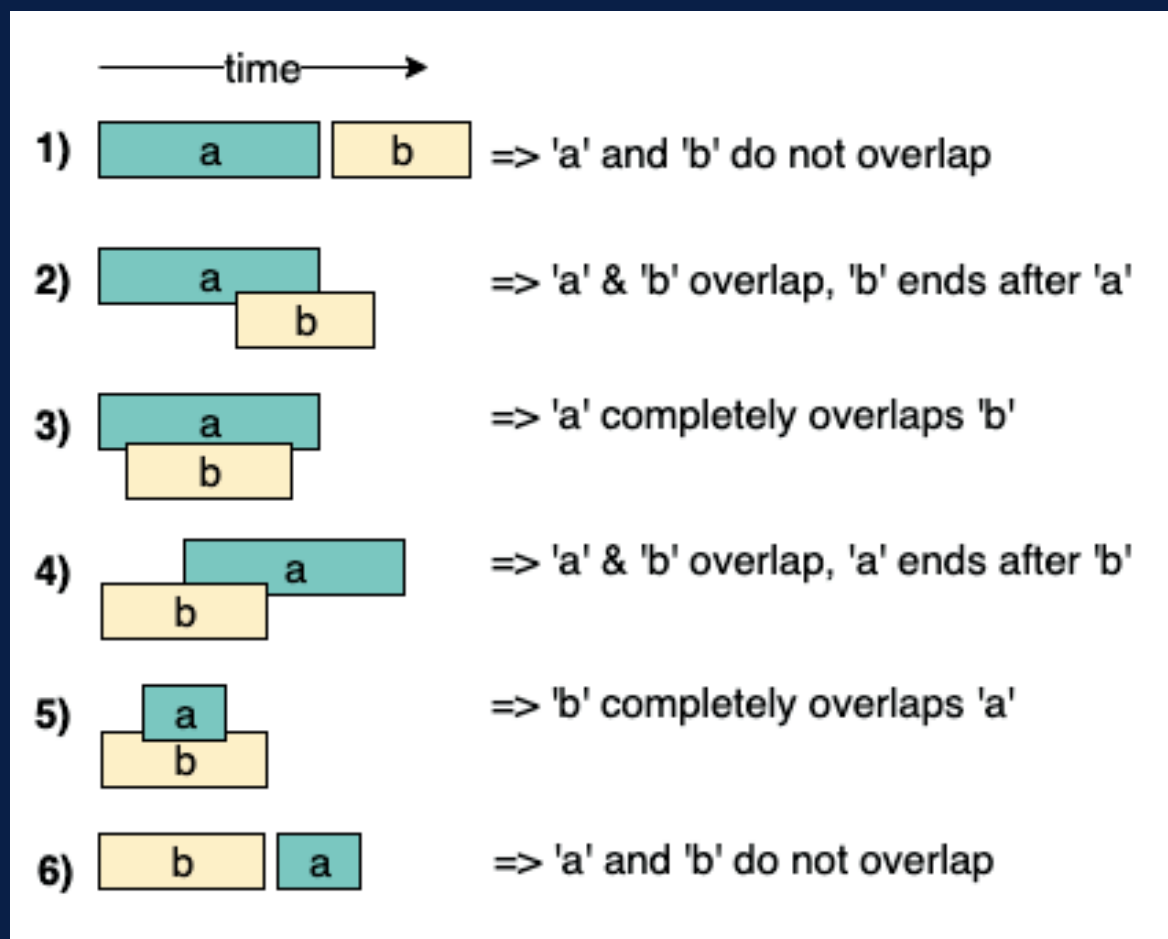 time
1) a b => 'a' and 'b' do not overlap
2) a => 'a' & 'b' overlap, 'b' ends after 'a'
b
3) a => 'a' completely overlaps 'b'
b
4) a => 'a' & 'b' overlap, 'a' ends after 'b'
b
5) a => 'b' completely overlaps 'a'
b
6) b a => 'a' and 'b' do not overlap